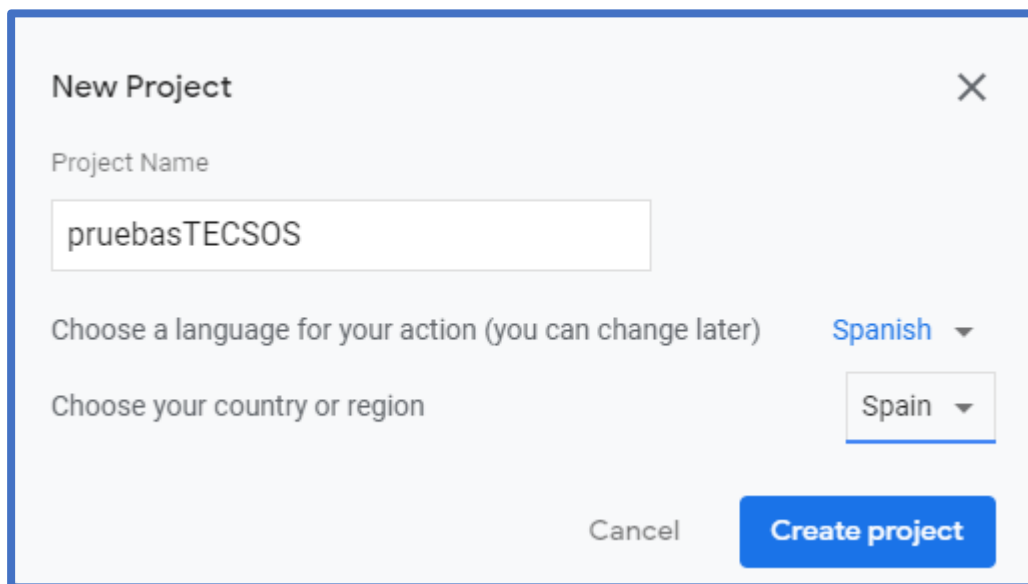 New Project
Project Name
pruebasTECSOS
Choose a language for your action (you can change later) Spanish
Choose your country or region Spain
Cancel Create project